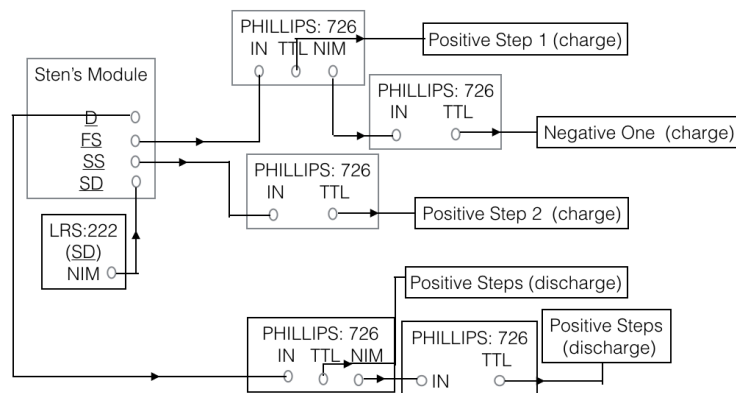 PHILLIPS: 726
IN TTL NIM
Positive Step 1 (charge)
Sten's Module
D
FS
SS
SD
PHILLIPS: 726
IN TTL
Negative One (charge)
PHILLIPS: 726
IN TTL
Positive Step 2 (charge)
LRS:222
(SD)
NIM
Positive Steps (discharge)
PHILLIPS: 726
IN TTL NIM
PHILLIPS: 726
TTL
IN
Positive Steps
(discharge)